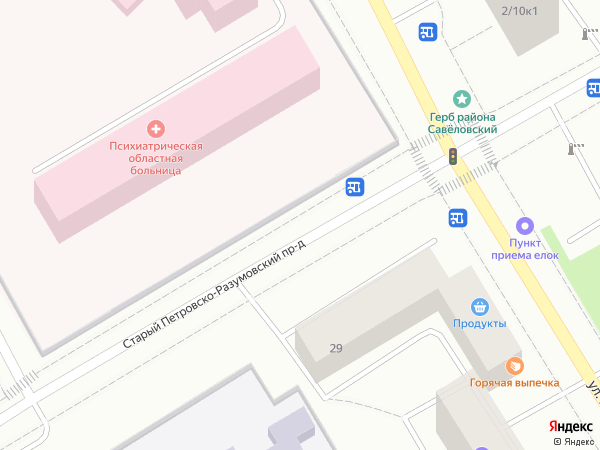 2/10к1
Герб района
Савёловский
Психиатрическая
областная
больница
Старый Петровско-Разумовский пр-д
Пункт
приема елок
Продукты
29
Горячая выпечка
ул.
Яндекс
© Яндекс